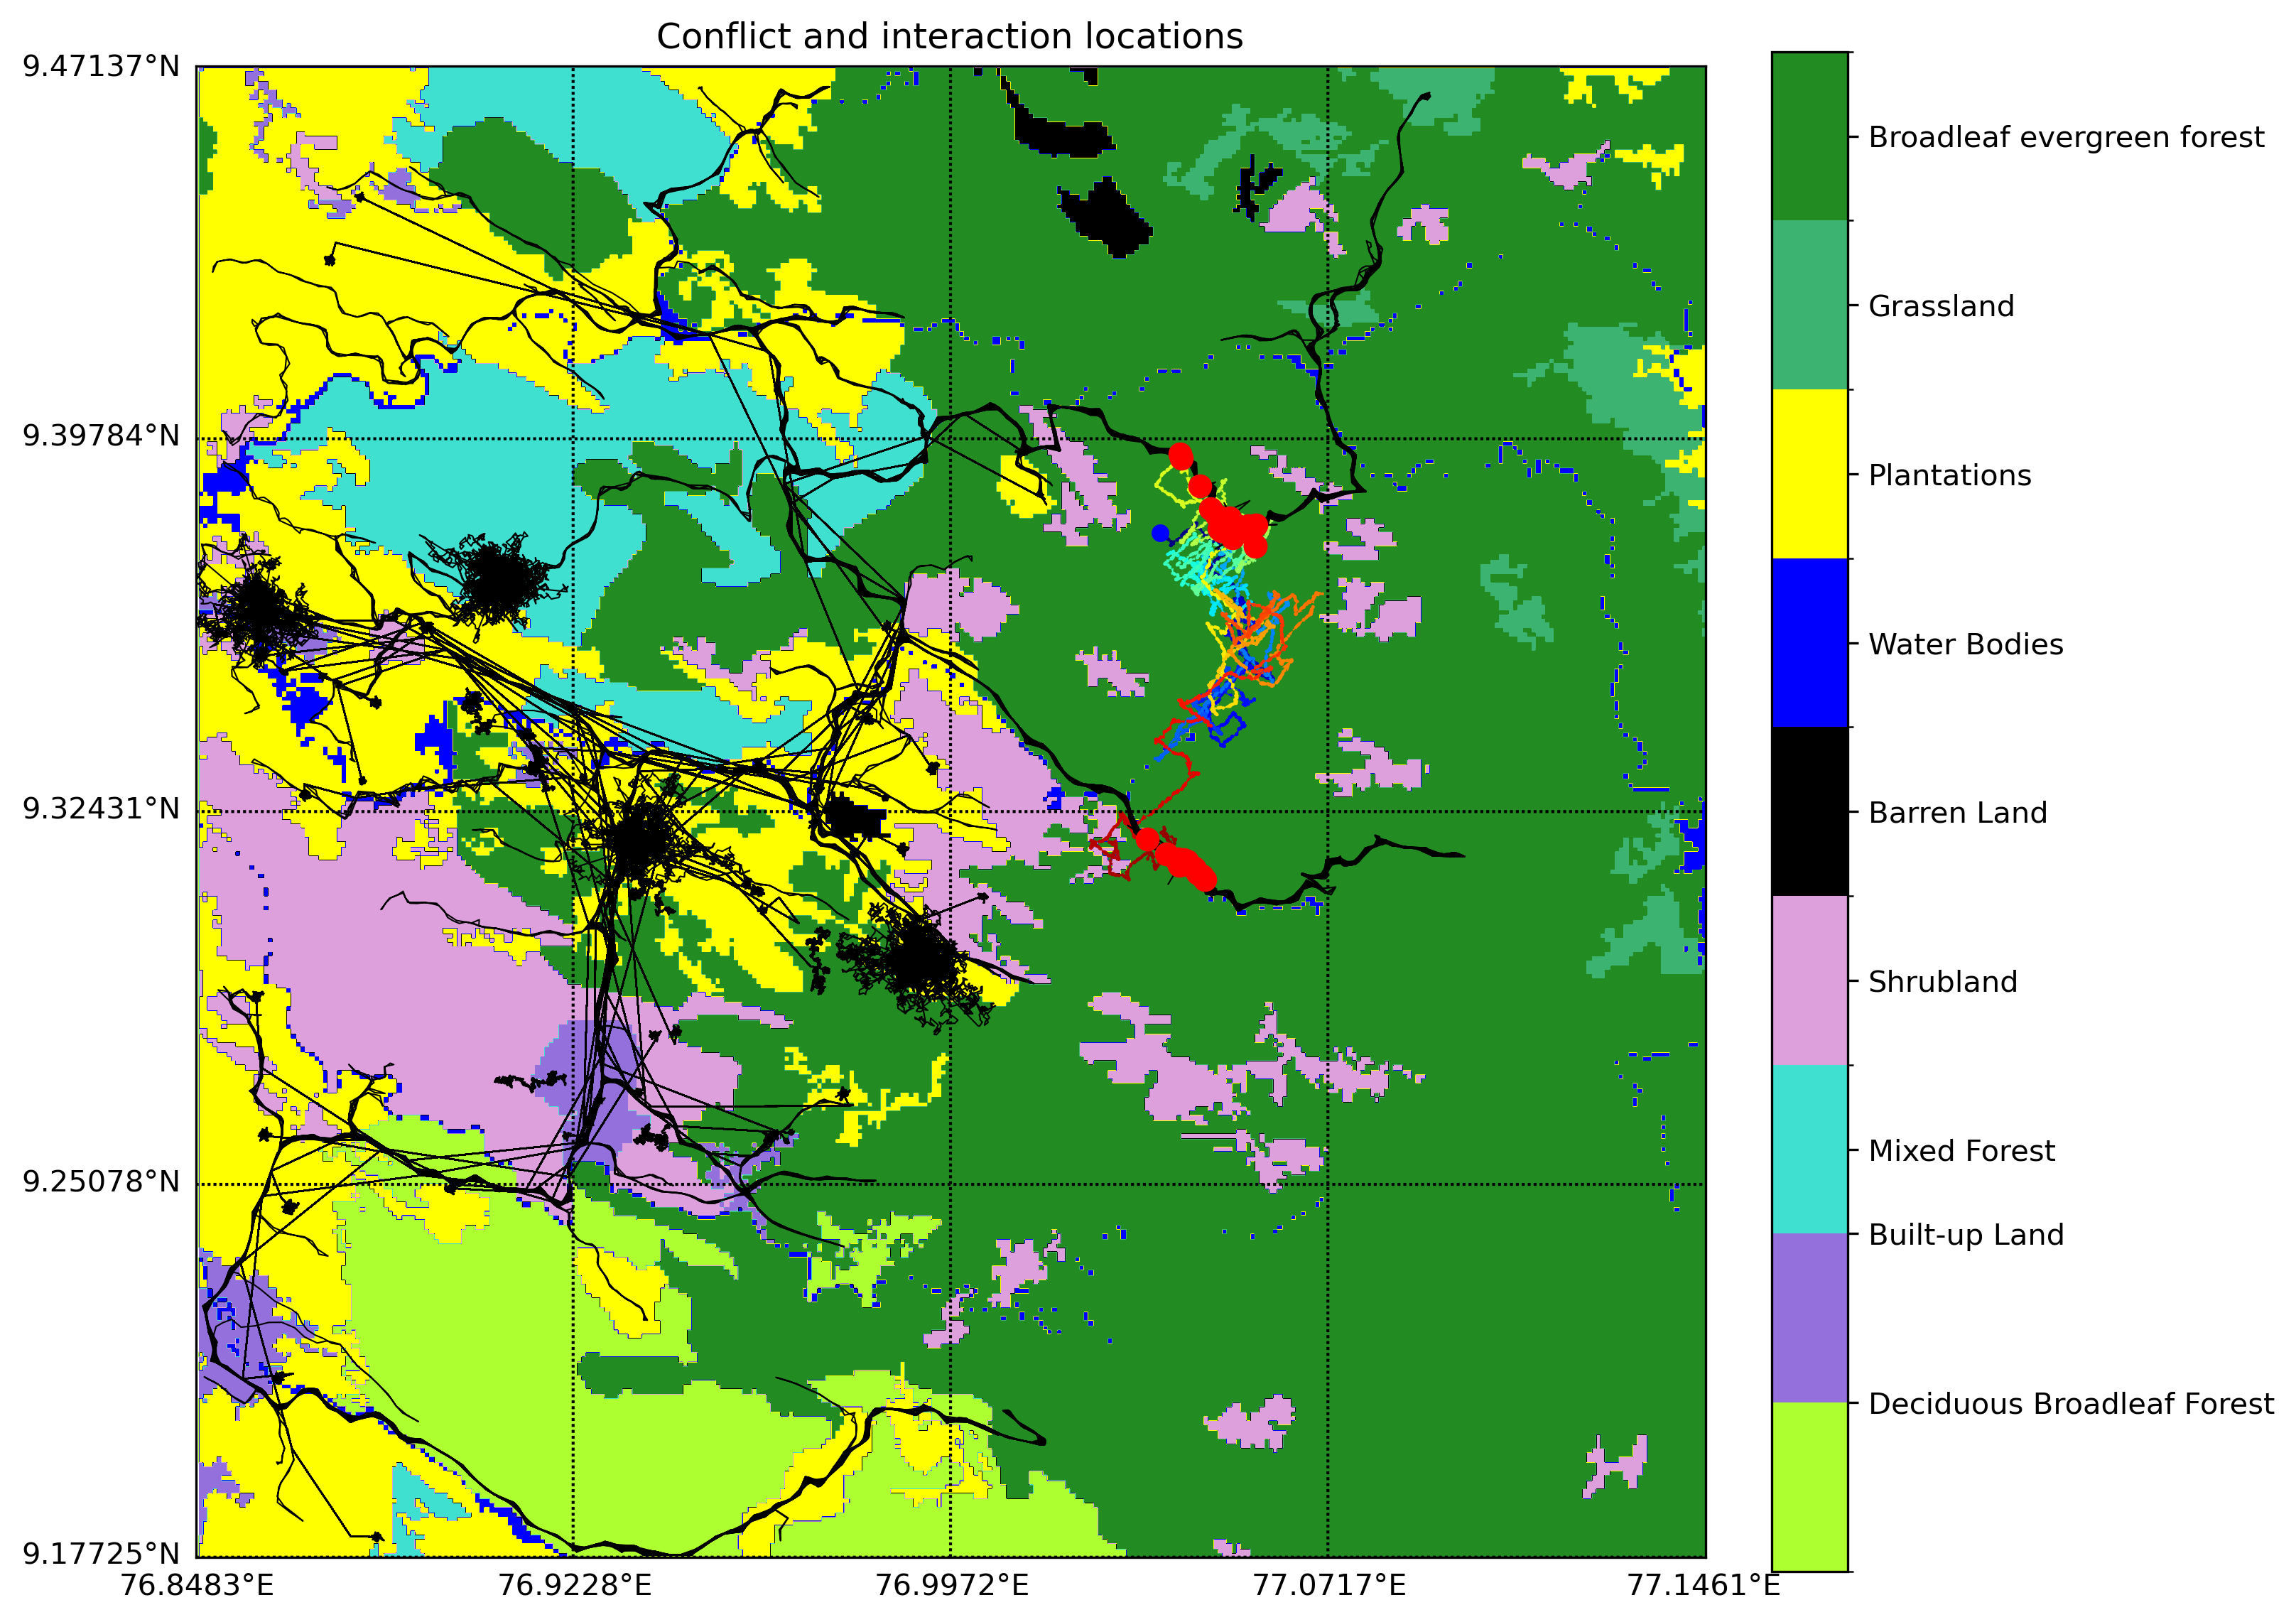 Conflict and interaction locations
9.47137°N
9.39784°N
9.32431°N
9.25078°N
9.17725°N
76.8483°E
76.9228°E
76.9972°E
77.0717°E
77.1461°E
Broadleaf evergreen forest
Grassland
Plantations
Water Bodies
Barren Land
Shrubland
Mixed Forest
Built-up Land
Deciduous Broadleaf Forest